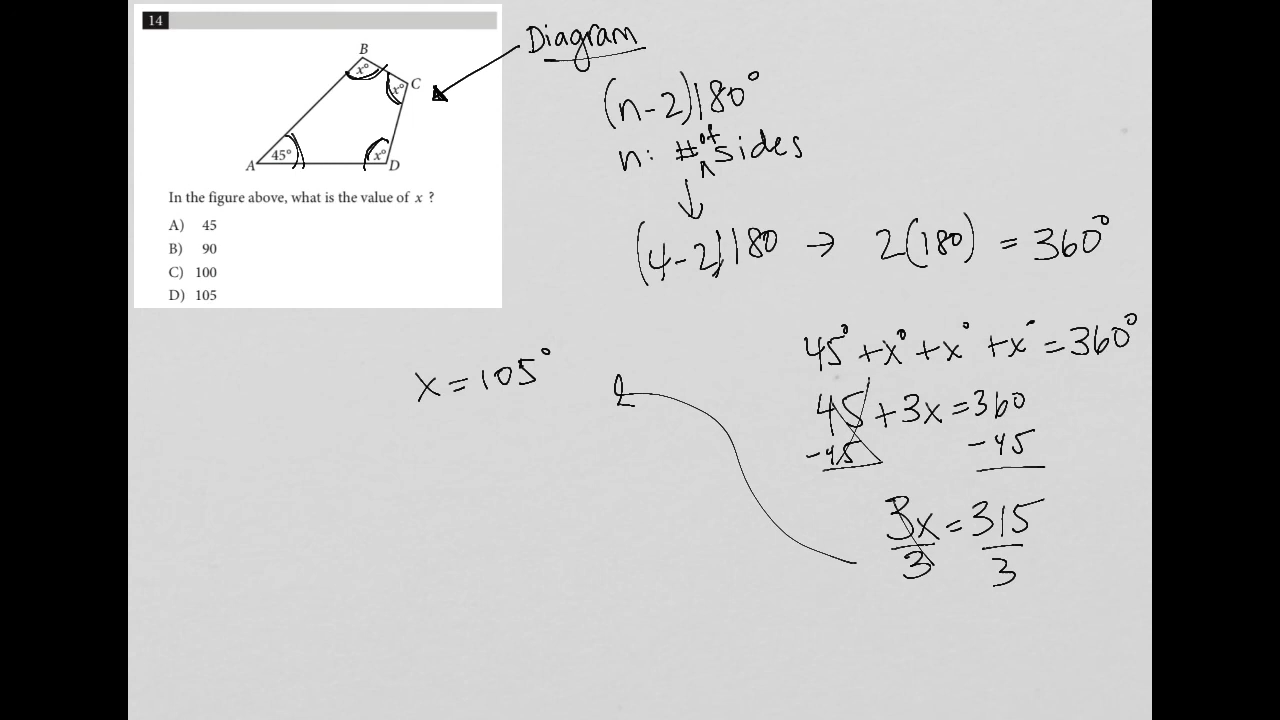 14
B
x°
x° C
A 45° x° D
In the figure above, what is the value of x ?
A) 45
B) 90
C) 100
D) 105
Diagram
(n-2)180°
n: # of sides
(4-2)180 → 2(180) = 360°
45° + x° + x° + x° = 360°
45 + 3x = 360
-45 -45
3x = 315
3 3
x = 105°